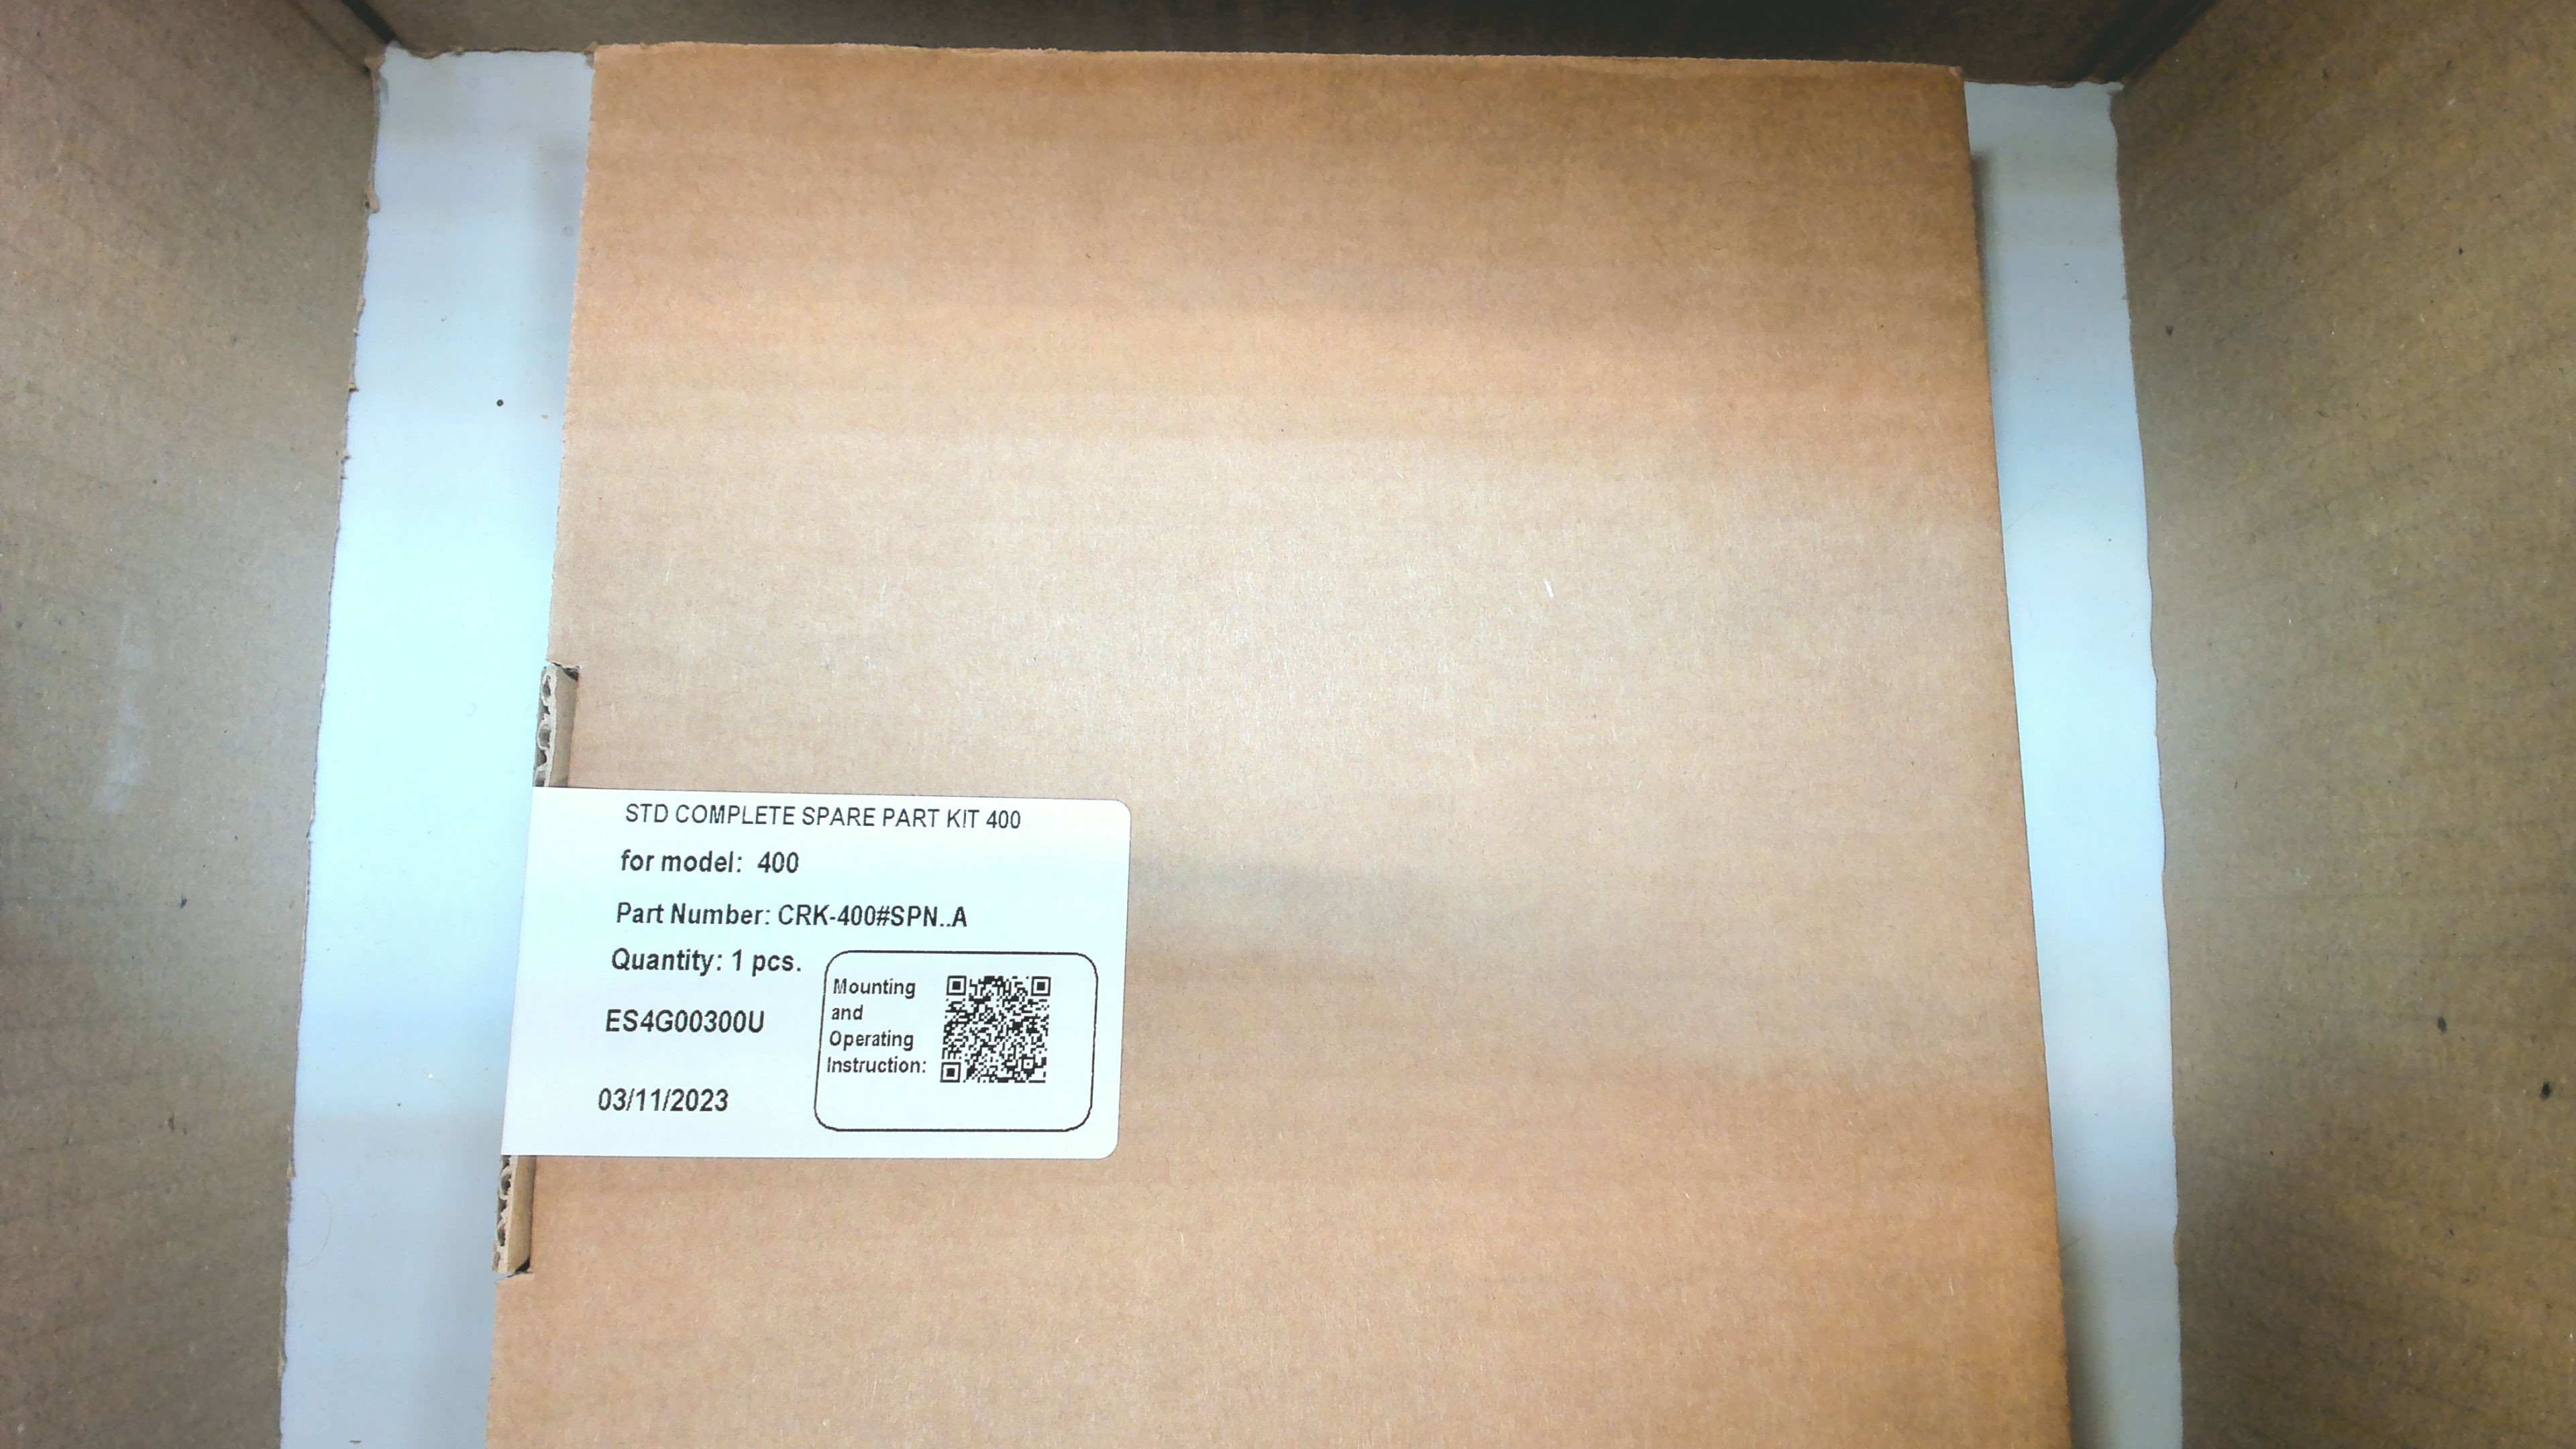 STD COMPLETE SPARE PART KIT 400
for model: 400
Part Number: CRK-400#SPN..A
Quantity: 1 pcs.
ES4G00300U
03/11/2023
Mounting
and
Operating
Instruction: